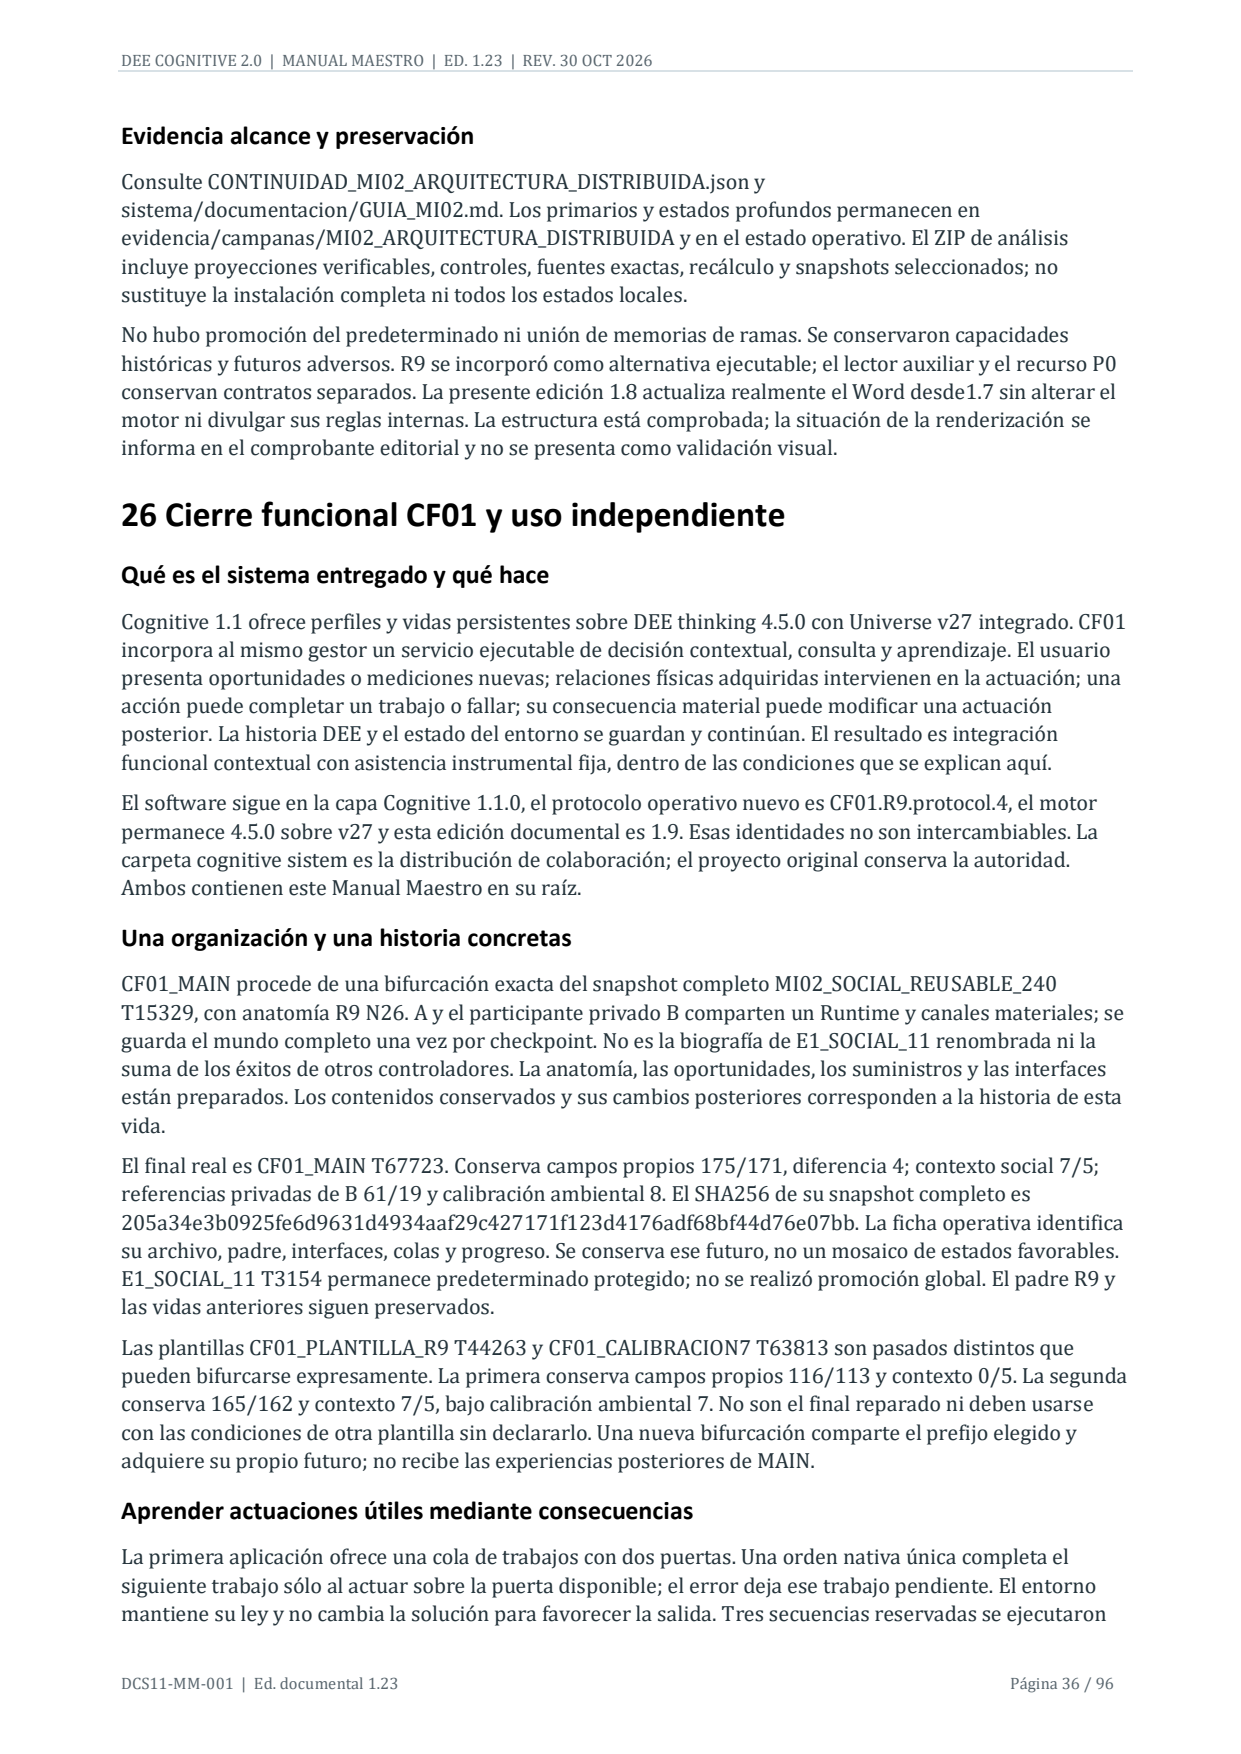 DEE COGNITIVE 2.0 | MANUAL MAESTRO | ED. 1.23 | REV. 30 OCT 2026
Evidencia alcance y preservación
Consulte CONTINUIDAD_MI02_ARQUITECTURA_DISTRIBUIDA.json y
sistema/documentacion/GUIA_MI02.md. Los primarios y estados profundos permanecen en
evidencia/campanas/MI02_ARQUITECTURA_DISTRIBUIDA y en el estado operativo. El ZIP de análisis
incluye proyecciones verificables, controles, fuentes exactas, recálculo y snapshots seleccionados; no
sustituye la instalación completa ni todos los estados locales.
No hubo promoción del predeterminado ni unión de memorias de ramas. Se conservaron capacidades
históricas y futuros adversos. R9 se incorporó como alternativa ejecutable; el lector auxiliar y el recurso P0
conservan contratos separados. La presente edición 1.8 actualiza realmente el Word desde1.7 sin alterar el
motor ni divulgar sus reglas internas. La estructura está comprobada; la situación de la renderización se
informa en el comprobante editorial y no se presenta como validación visual.
26 Cierre funcional CF01 y uso independiente
Qué es el sistema entregado y qué hace
Cognitive 1.1 ofrece perfiles y vidas persistentes sobre DEE thinking 4.5.0 con Universe v27 integrado. CF01
incorpora al mismo gestor un servicio ejecutable de decisión contextual, consulta y aprendizaje. El usuario
presenta oportunidades o mediciones nuevas; relaciones físicas adquiridas intervienen en la actuación; una
acción puede completar un trabajo o fallar; su consecuencia material puede modificar una actuación
posterior. La historia DEE y el estado del entorno se guardan y continúan. El resultado es integración
funcional contextual con asistencia instrumental fija, dentro de las condiciones que se explican aquí.
El software sigue en la capa Cognitive 1.1.0, el protocolo operativo nuevo es CF01.R9.protocol.4, el motor
permanece 4.5.0 sobre v27 y esta edición documental es 1.9. Esas identidades no son intercambiables. La
carpeta cognitive sistem es la distribución de colaboración; el proyecto original conserva la autoridad.
Ambos contienen este Manual Maestro en su raíz.
Una organización y una historia concretas
CF01_MAIN procede de una bifurcación exacta del snapshot completo MI02_SOCIAL_REUSABLE_240
T15329, con anatomía R9 N26. A y el participante privado B comparten un Runtime y canales materiales; se
guarda el mundo completo una vez por checkpoint. No es la biografía de E1_SOCIAL_11 renombrada ni la
suma de los éxitos de otros controladores. La anatomía, las oportunidades, los suministros y las interfaces
están preparados. Los contenidos conservados y sus cambios posteriores corresponden a la historia de esta
vida.
El final real es CF01_MAIN T67723. Conserva campos propios 175/171, diferencia 4; contexto social 7/5;
referencias privadas de B 61/19 y calibración ambiental 8. El SHA256 de su snapshot completo es
205a34e3b0925fe6d9631d4934aaf29c427171f123d4176adf68bf44d76e07bb. La ficha operativa identifica
su archivo, padre, interfaces, colas y progreso. Se conserva ese futuro, no un mosaico de estados favorables.
E1_SOCIAL_11 T3154 permanece predeterminado protegido; no se realizó promoción global. El padre R9 y
las vidas anteriores siguen preservados.
Las plantillas CF01_PLANTILLA_R9 T44263 y CF01_CALIBRACION7 T63813 son pasados distintos que
pueden bifurcarse expresamente. La primera conserva campos propios 116/113 y contexto 0/5. La segunda
conserva 165/162 y contexto 7/5, bajo calibración ambiental 7. No son el final reparado ni deben usarse
con las condiciones de otra plantilla sin declararlo. Una nueva bifurcación comparte el prefijo elegido y
adquiere su propio futuro; no recibe las experiencias posteriores de MAIN.
Aprender actuaciones útiles mediante consecuencias
La primera aplicación ofrece una cola de trabajos con dos puertas. Una orden nativa única completa el
siguiente trabajo sólo al actuar sobre la puerta disponible; el error deja ese trabajo pendiente. El entorno
mantiene su ley y no cambia la solución para favorecer la salida. Tres secuencias reservadas se ejecutaron
DCS11-MM-001 | Ed. documental 1.23
Página 36 / 96